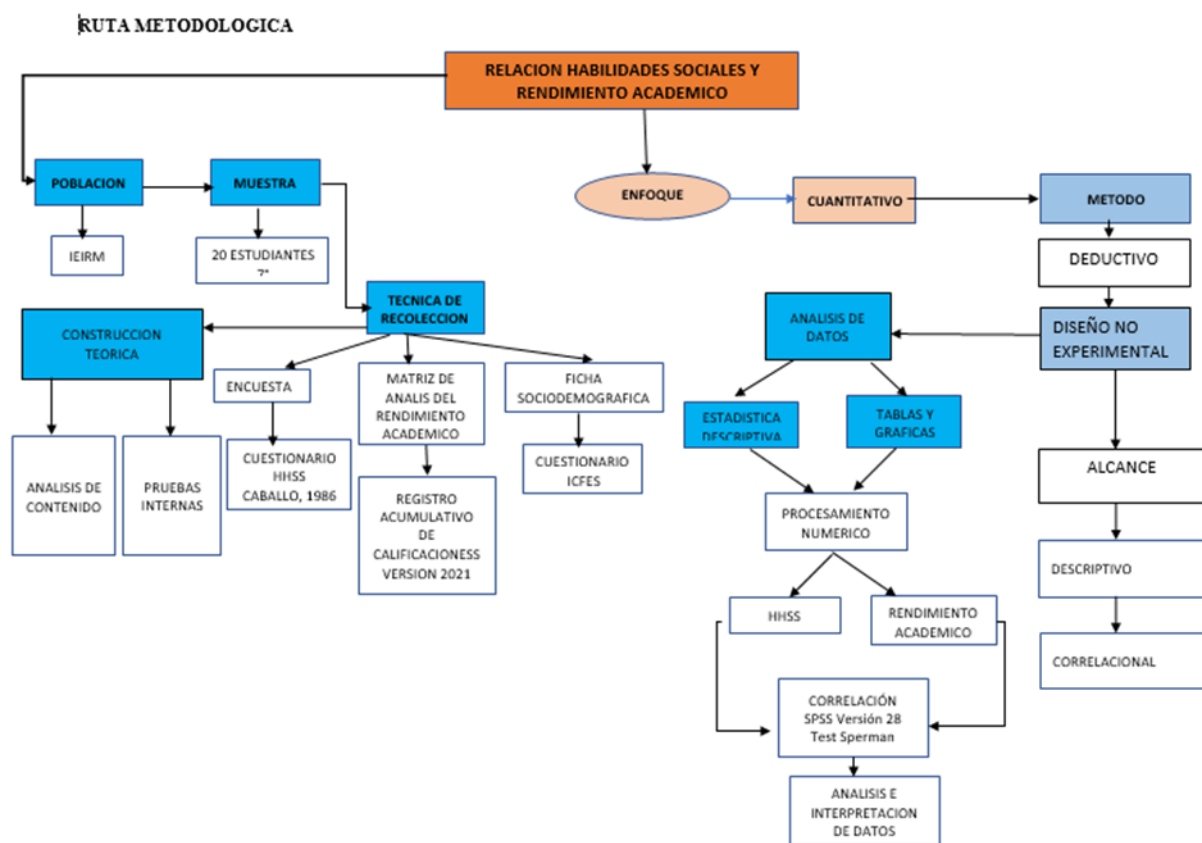 RUTA METODOLOGICA
RELACION HABILIDADES SOCIALES Y
RENDIMIENTO ACADEMICO
POBLACION
MUESTRA
ENFOQUE
CUANTITATIVO
METODO
IEIRM
20 ESTUDIANTES
7°
DEDUCTIVO
TECNICA DE
RECOLECCION
CONSTRUCCION
TEORICA
ANALISIS DE
DATOS
DISEÑO NO
EXPERIMENTAL
ENCUESTA
MATRIZ DE
ANALIS DEL
RENDIMIENTO
ACADEMICO
FICHA
SOCIODEMOGRAFICA
ESTADISTICA
DESCRIPTIVA
TABLAS Y
GRAFICAS
ANALISIS DE
CONTENIDO
PRUEBAS
INTERNAS
CUESTIONARIO
HHSS
CABALLO, 1986
CUESTIONARIO
ICFES
ALCANCE
REGISTRO
ACUMULATIVO
DE
CALIFICACIONESS
VERSION 2021
PROCESAMIENTO
NUMERICO
DESCRIPTIVO
HHSS
RENDIMIENTO
ACADEMICO
CORRELACIONAL
CORRELACIÓN
SPSS Versión 28
Test Sperman
ANALISIS E
INTERPRETACION
DE DATOS